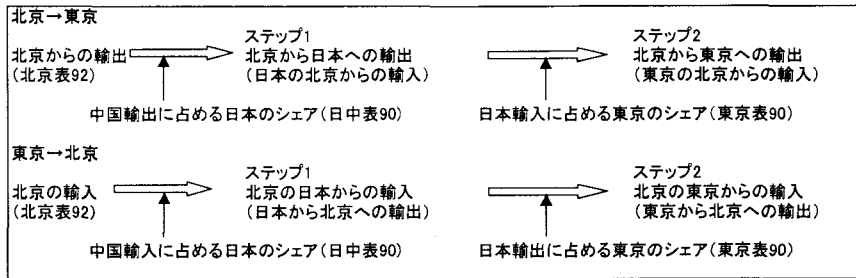 北京→東京
ステップ1
ステップ2
北京からの輸出
北京から日本への輸出
北京から東京への輸出
(北京表92)
(日本の北京からの輸入)
(東京の北京からの輸入)
中国輸出に占める日本のシェア(日中表90)
日本輸入に占める東京のシェア(東京表90)
東京→北京
ステップ1
ステップ2
北京の輸入
北京の日本からの輸入
北京の東京からの輸入
(北京表92)
(日本から北京への輸出)
(東京から北京への輸出)
中国輸入に占める日本のシェア(日中表90)
日本輸出に占める東京のシェア(東京表90)